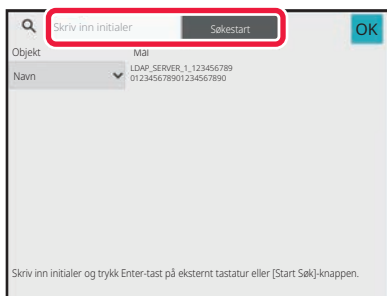 Skriv inn initialer
Søkestart
OK
Objekt
Mål
Navn
LDAP_SERVER_1_123456789
012345678901234567890
Skriv inn initialer og trykk Enter-tast på eksternt tastatur eller [Start Søk]-knappen.